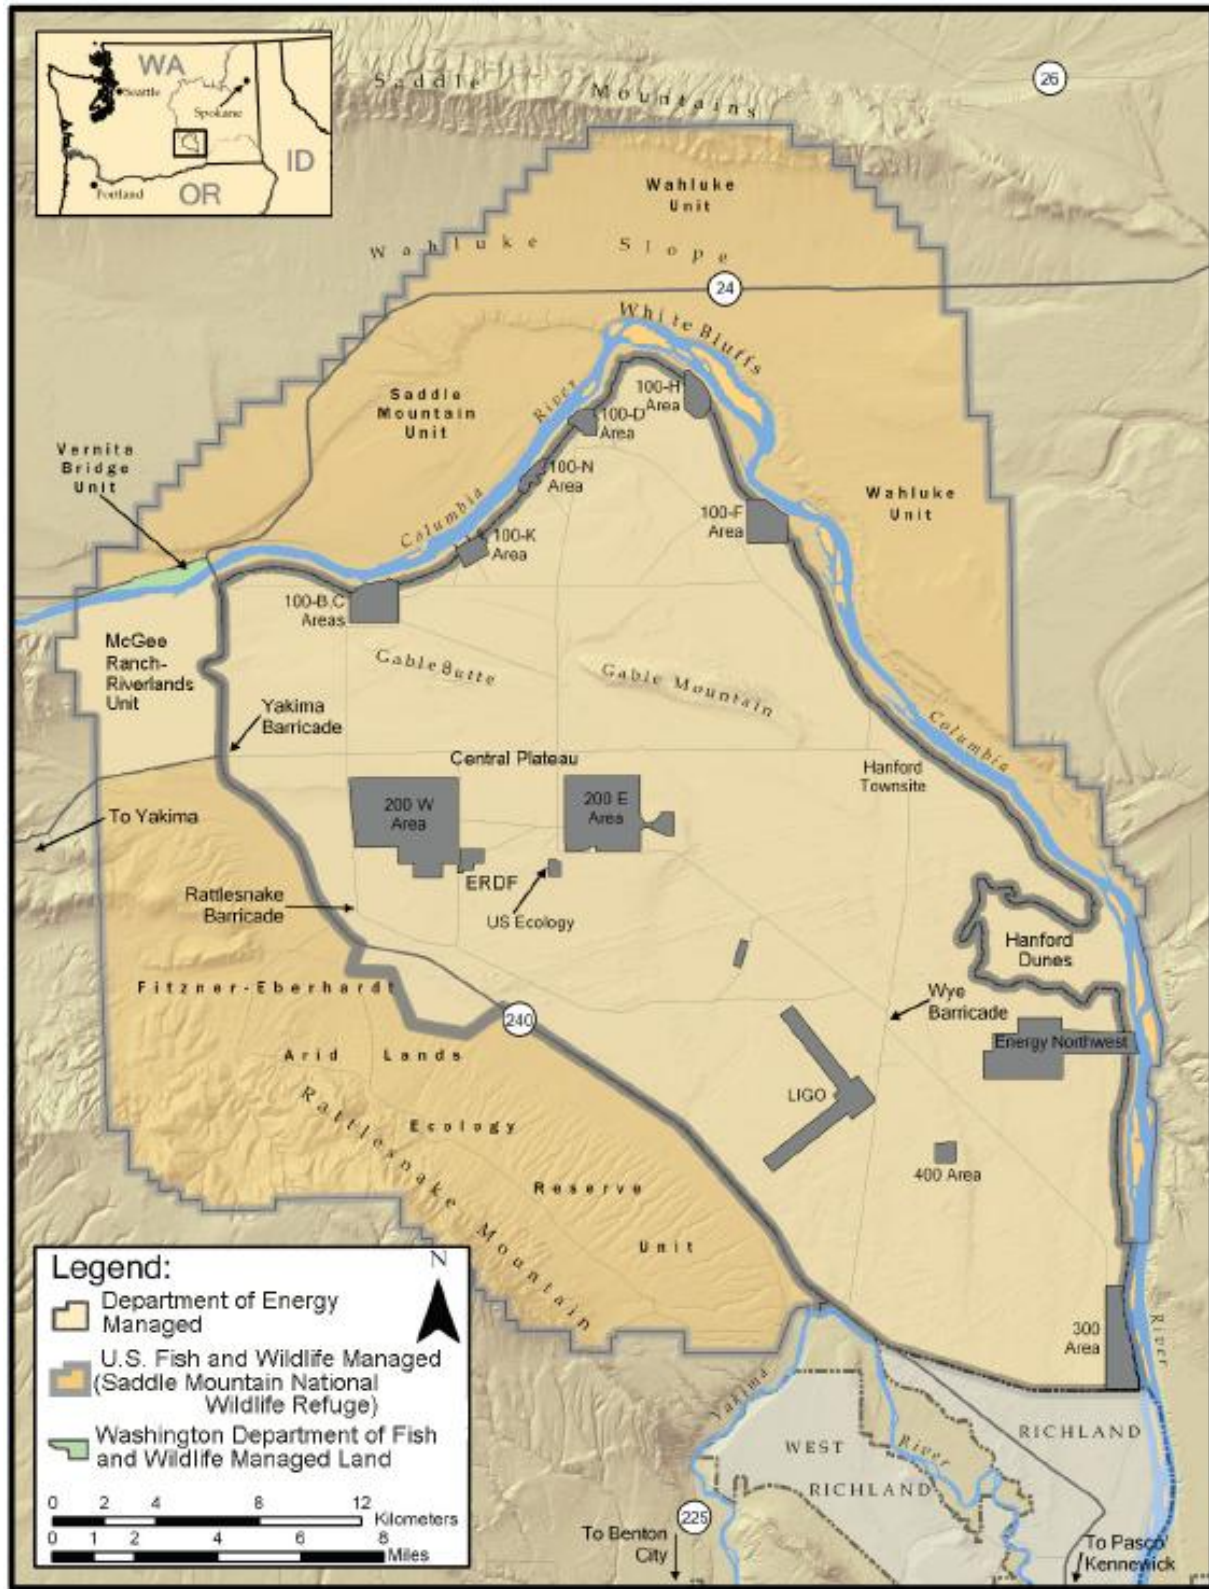 WA
Seattle
Spokane
ID
OR
Portland
Saddle Mountains
26
Wahluke
Unit
Wahluke Slope
24
White Bluffs
Saddle
Mountain
Unit
River
100-H
Area
100-D
Area
Vernita
Bridge
Unit
100-N
Area
Columbia
Wahluke
Unit
100-F
Area
100-K
Area
100-B,C
Areas
McGee
Ranch-
Riverlands
Unit
Gable Butte
Gable Mountain
Yakima
Barricade
Columbia
Central Plateau
Hanford
Townsite
200 W
Area
200 E
Area
To Yakima
ERDF
Rattlesnake
Barricade
US Ecology
Hanford
Dunes
Fitzner-Eberhardt
Wye
Barricade
240
Energy Northwest
Arid Lands
LIGO
Ecology
Rattlesnake Mountain
400 Area
Reserve
Unit
300
Area
River
Legend:
N
Department of Energy
Managed
U.S. Fish and Wildlife Managed
(Saddle Mountain National
Wildlife Refuge)
Washington Department of Fish
and Wildlife Managed Land
0 2 4 8 12
Kilometers
0 1 2 4 6 8
Miles
Yakima
River
WEST
RICHLAND
RICHLAND
225
To Benton
City
To Pasco
Kennewick